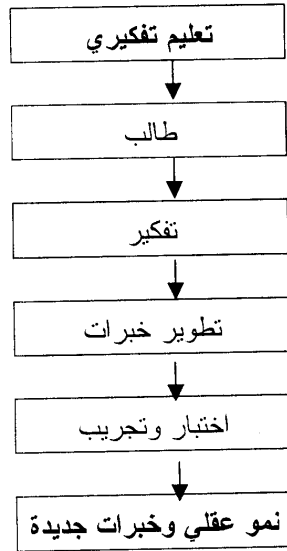 تعليم تفكيري
طالب
تفكير
تطوير خبرات
اختبار وتجريب
نمو عقلي وخبرات جديدة